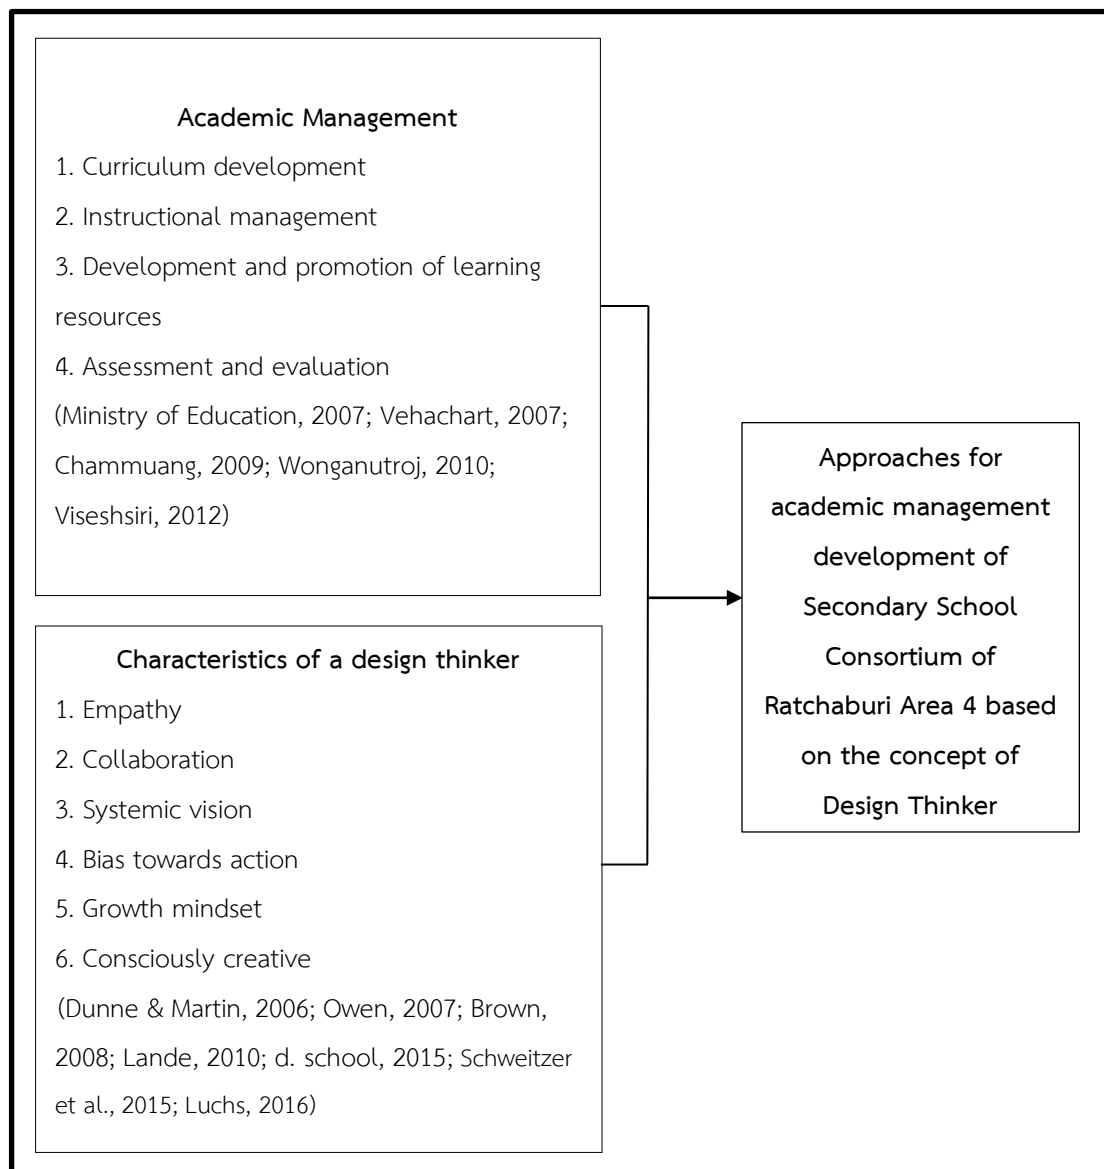 Academic Management
1. Curriculum development
2. Instructional management
3. Development and promotion of learning
resources
4. Assessment and evaluation
(Ministry of Education, 2007; Vehachart, 2007;
Chammuang, 2009; Wonganutroj, 2010;
Viseshsiri, 2012)
Characteristics of a design thinker
1. Empathy
2. Collaboration
3. Systemic vision
4. Bias towards action
5. Growth mindset
6. Consciously creative
(Dunne & Martin, 2006; Owen, 2007; Brown,
2008; Lande, 2010; d. school, 2015; Schweitzer
et al., 2015; Luchs, 2016)
Approaches for
academic management
development of
Secondary School
Consortium of
Ratchaburi Area 4 based
on the concept of
Design Thinker